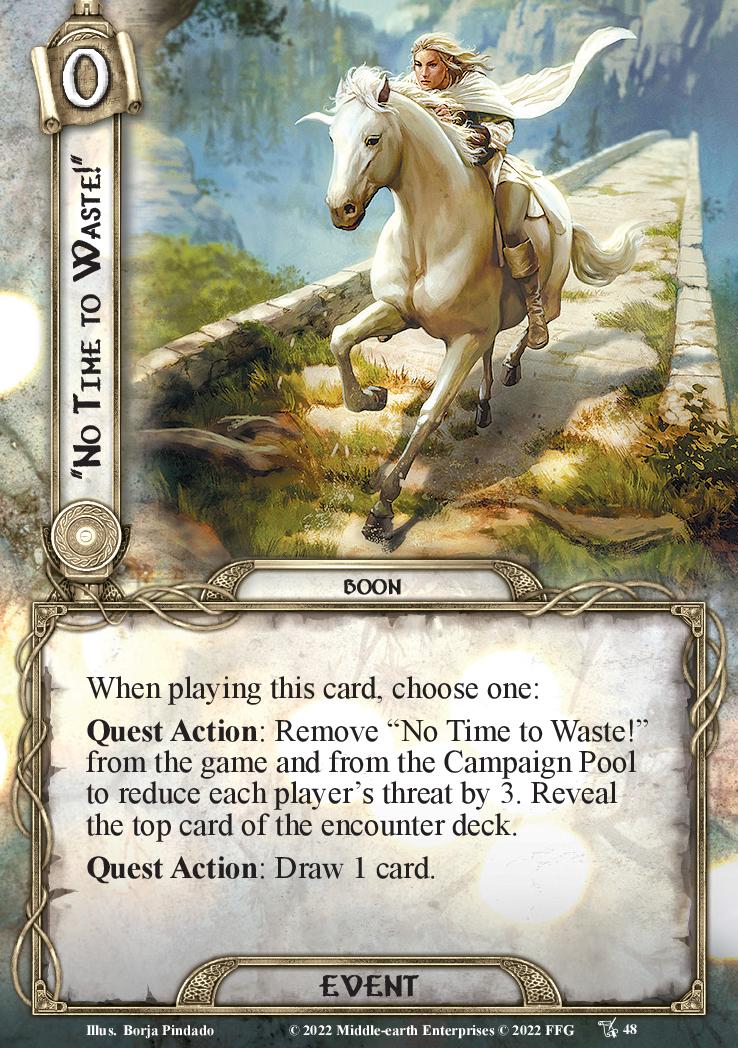 0
“No Time to Waste!”
BOON
When playing this card, choose one:
Quest Action: Remove “No Time to Waste!”
from the game and from the Campaign Pool
to reduce each player’s threat by 3. Reveal
the top card of the encounter deck.
Quest Action: Draw 1 card.
EVENT
Illus. Borja Pindado © 2022 Middle-earth Enterprises © 2022 FFG 48